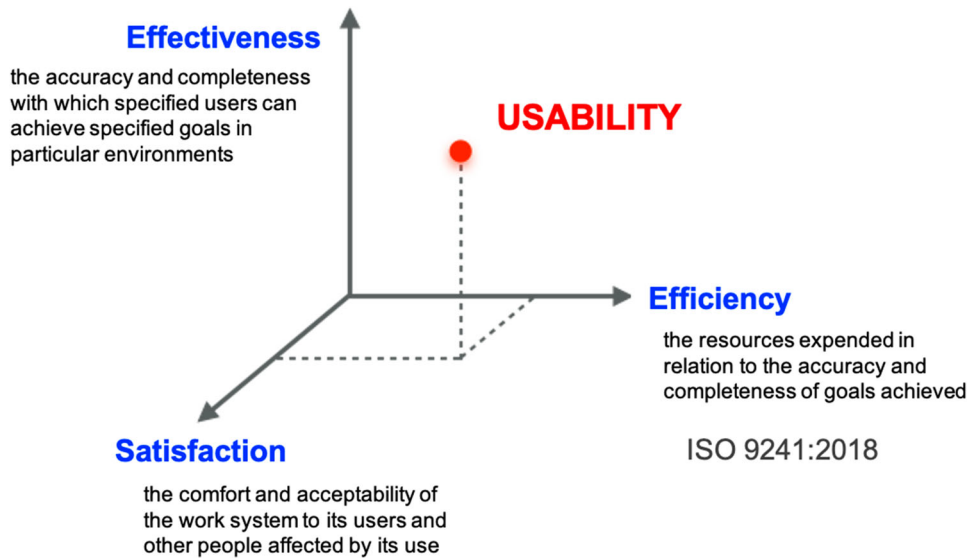 Effectiveness
the accuracy and completeness
with which specified users can
achieve specified goals in
particular environments
USABILITY
Efficiency
the resources expended in
relation to the accuracy and
completeness of goals achieved
ISO 9241:2018
Satisfaction
the comfort and acceptability of
the work system to its users and
other people affected by its use